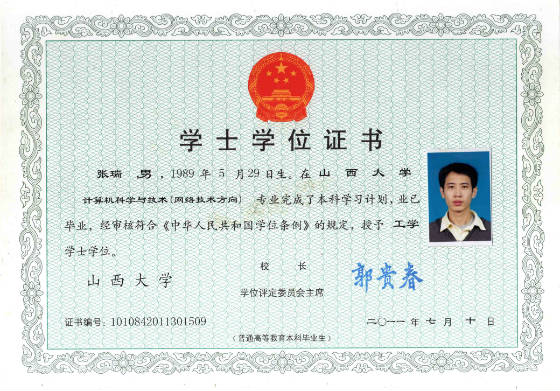 学士学位证书
张瑞 男，1989 年 5 月29日生。在 山 西 大 学
计算机科学与技术(网络技术方向) 专业完成了本科学习计划，业已
毕业，经审核符合《中华人民共和国学位条例》的规定，授予 工学
学士学位。
山西大学
校 长
学位评定委员会主席
郭贵春
证书编号：1010842011301509
二〇一一年 七 月 十 日
（普通高等教育本科毕业生）